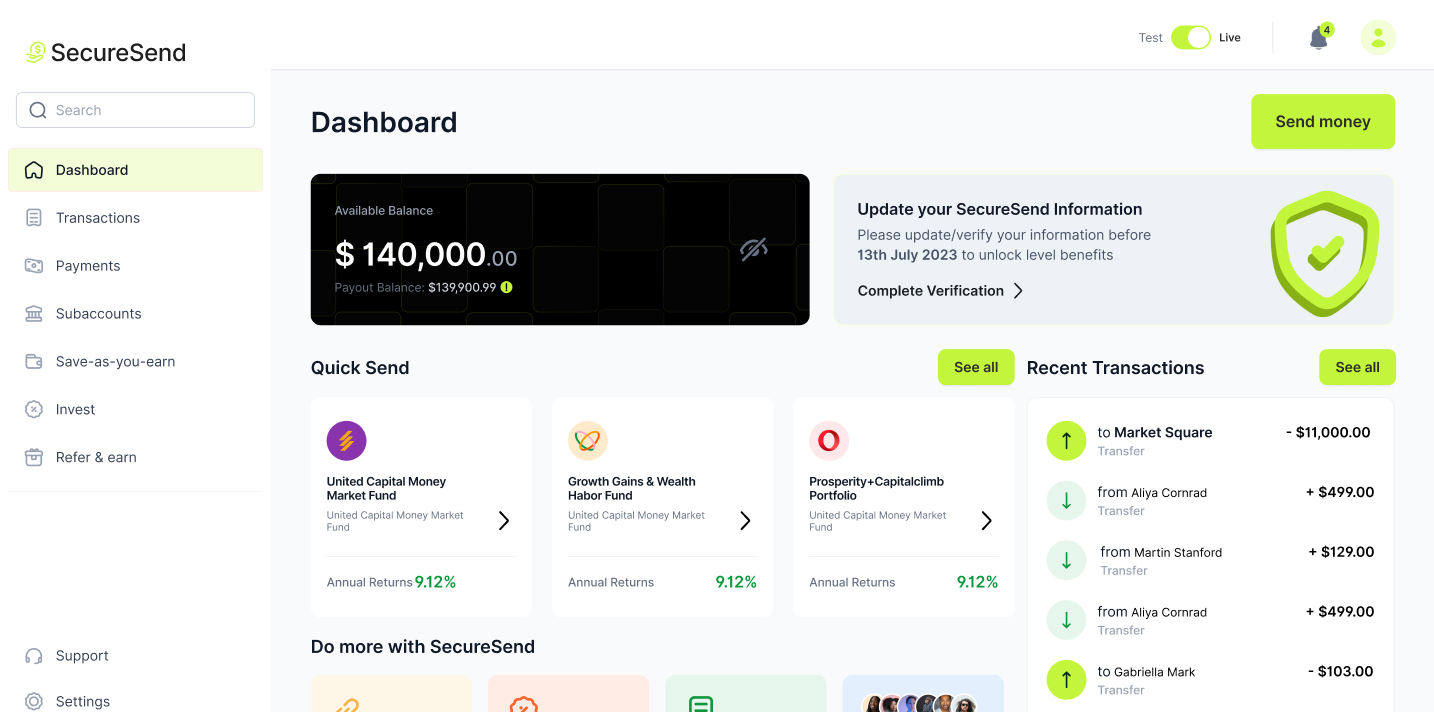 SecureSend
Search
Dashboard
Transactions
Payments
Subaccounts
Save-as-you-earn
Invest
Refer & earn
Support
Settings
Test Live
4
Dashboard
Send money
Available Balance
$ 140,000.00
Payout Balance: $139,900.99 !
Update your SecureSend Information
Please update/verify your information before
13th July 2023 to unlock level benefits
Complete Verification
Quick Send
See all
United Capital Money
Market Fund
United Capital Money Market
Fund
Annual Returns 9.12%
Growth Gains & Wealth
Habor Fund
United Capital Money Market
Fund
Annual Returns 9.12%
Prosperity+Capitalclimb
Portfolio
United Capital Money Market
Fund
Annual Returns 9.12%
Recent Transactions
See all
to Market Square - $11,000.00
Transfer
from Aliya Cornrad + $499.00
Transfer
from Martin Stanford + $129.00
Transfer
from Aliya Cornrad + $499.00
Transfer
to Gabriella Mark - $103.00
Transfer
Do more with SecureSend